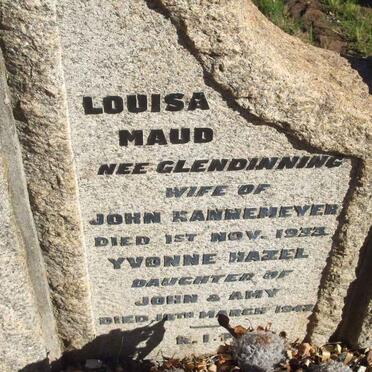 LOUISA
MAUD
NEE GLENDINNING
WIFE OF
JOHN KANNEMEYER
DIED 1ST NOV. 1933
YVONNE HAZEL
DAUGHTER OF
JOHN & AMY
DIED MARCH
R. I.